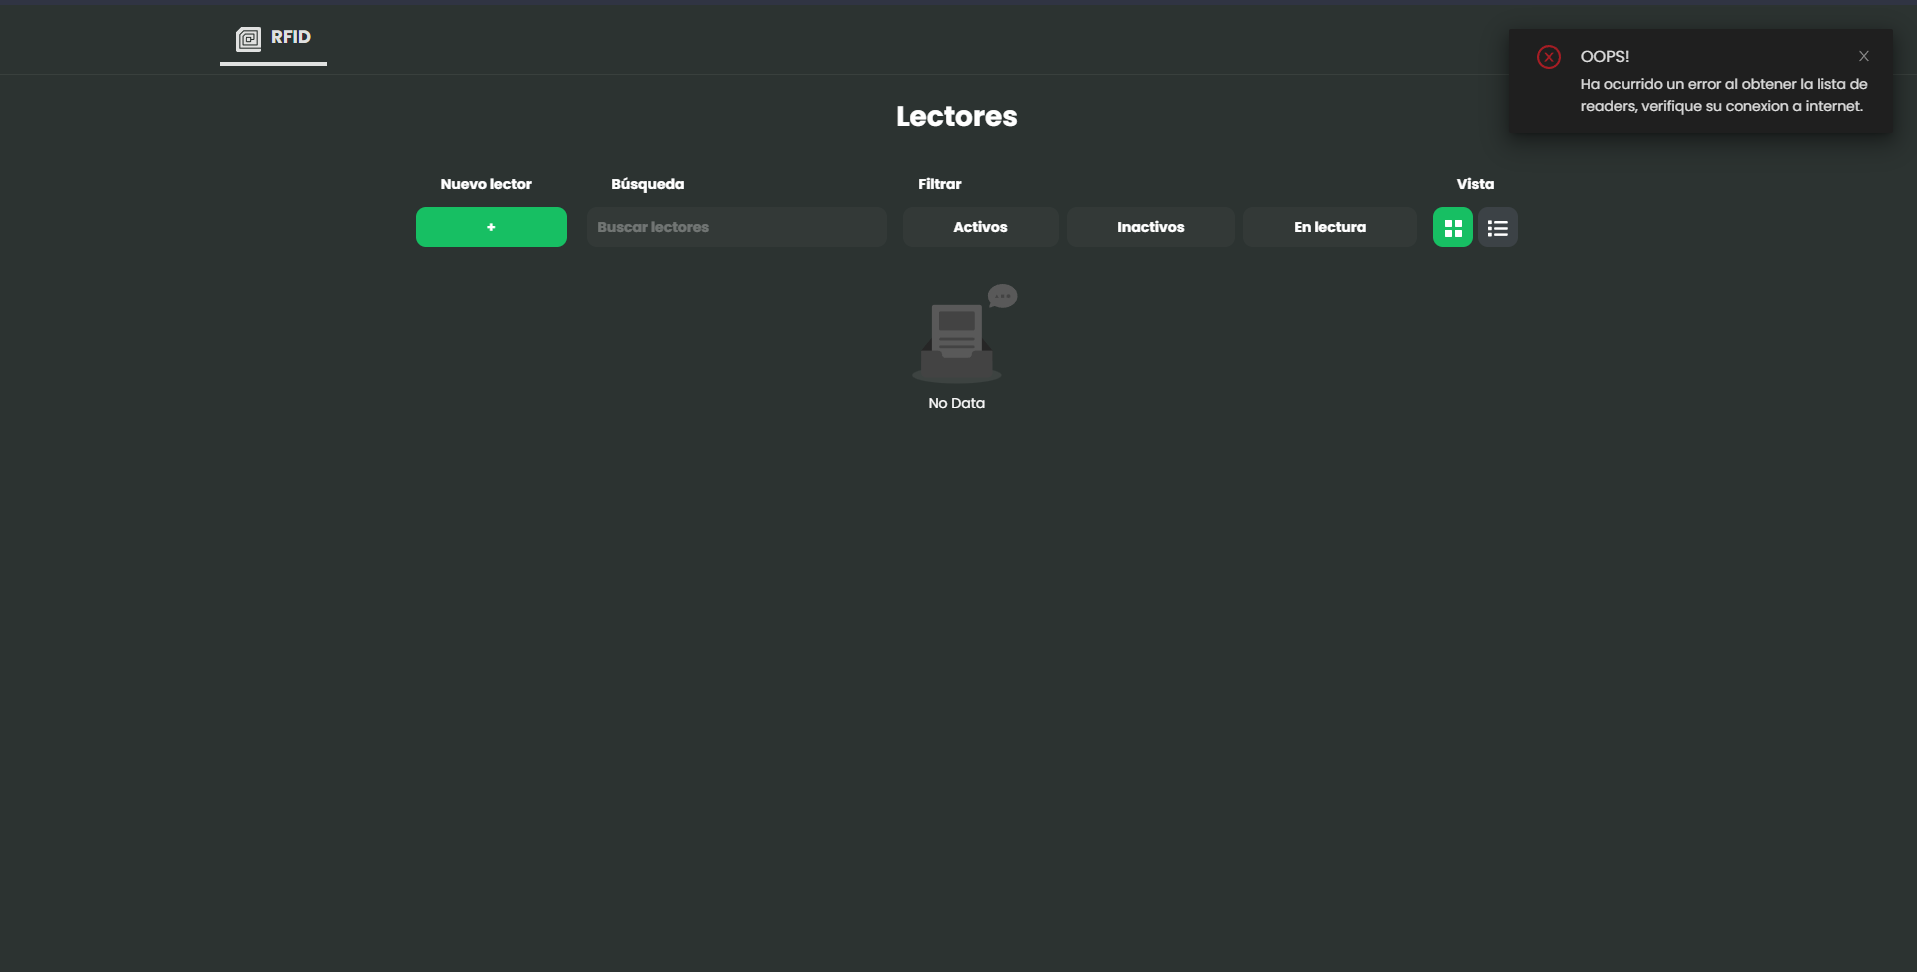 RFID
OOPS!
Ha ocurrido un error al obtener la lista de
readers, verifique su conexion a internet.
Lectores
Nuevo lector
Búsqueda
Filtrar
Vista
+
Buscar lectores
Activos
Inactivos
En lectura
No Data